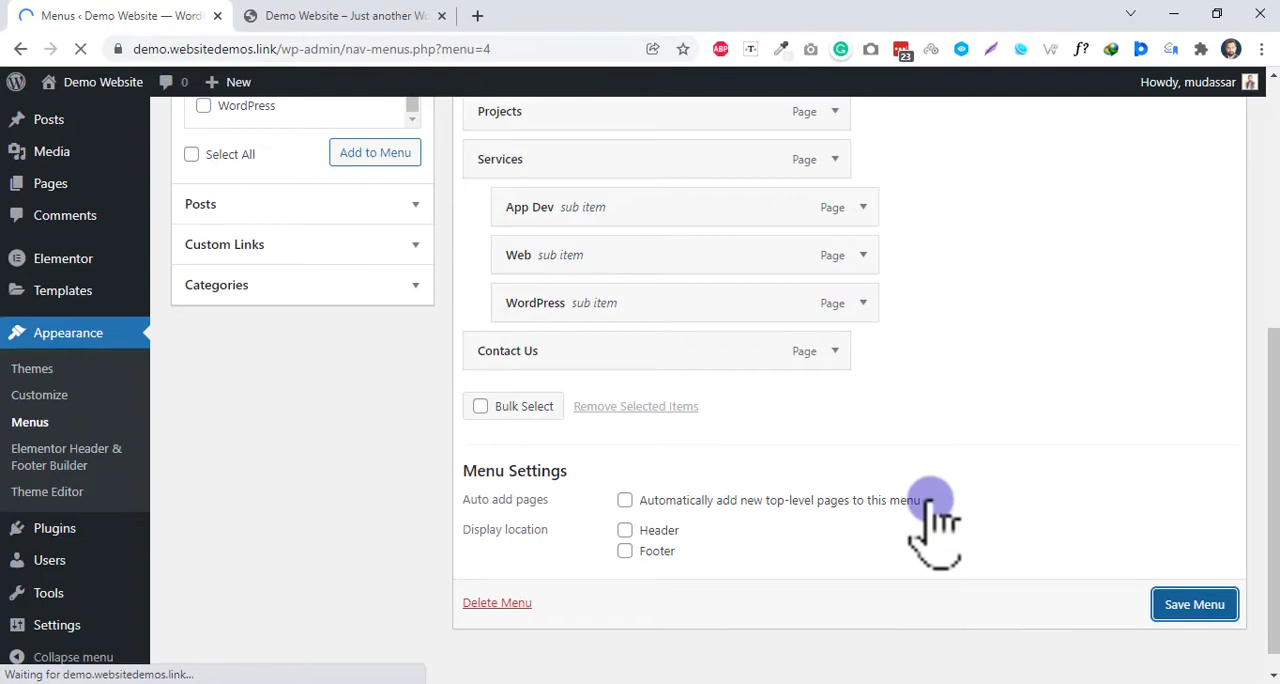 Menus ‹ Demo Website — WordP
Demo Website – Just another Wo
demo.websitedemos.link/wp-admin/nav-menus.php?menu=4
ABP
-T-
23
f?
Demo Website
0
New
Howdy, mudassar
Posts
Media
Pages
Comments
Elementor
Templates
Appearance
Themes
Customize
Menus
Elementor Header &
Footer Builder
Theme Editor
Plugins
Users
Tools
Settings
Collapse menu
WordPress
Select All
Add to Menu
Posts
Custom Links
Categories
Projects Page
Services Page
App Dev sub item Page
Web sub item Page
WordPress sub item Page
Contact Us Page
Bulk Select Remove Selected Items
Menu Settings
Auto add pages Automatically add new top-level pages to this menu
Display location Header
Footer
Delete Menu Save Menu
Waiting for demo.websitedemos.link...